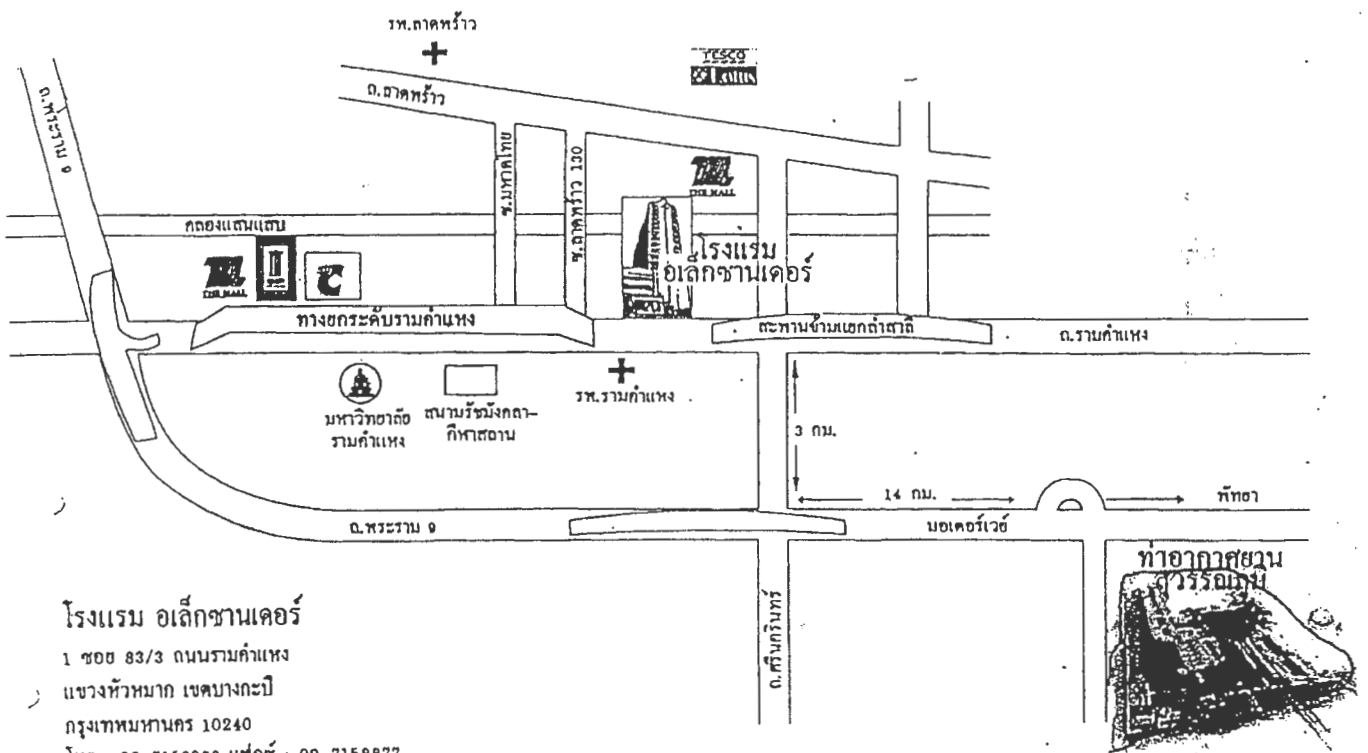 รพ.ลาดพร้าว
TESCO
Lotus
ถ.ลาดพร้าว
ถ.พระราม 9
ซ.มหาดไทย
ซ.ลาดพร้าว 130
THE MALL
คลองแสนแสบ
THE MALL
C
โรงแรม
อเล็กซานเดอร์
ทางยกระดับรามคำแหง
สะพานข้ามแยกลำสาลี
ถ.รามคำแหง
มหาวิทยาลัย
รามคำแหง
สนามรัชมังคลา-
กีฬาสถาน
รพ.รามคำแหง
3 กม.
14 กม.
พัทยา
ถ.พระราม 9
มอเตอร์เวย์
ท่าอากาศยาน
สุวรรณภูมิ
ถ.ศรีนครินทร์
โรงแรม อเล็กซานเดอร์
1 ซอย 83/3 ถนนรามคำแหง
แขวงหัวหมาก เขตบางกะปิ
กรุงเทพมหานคร 10240